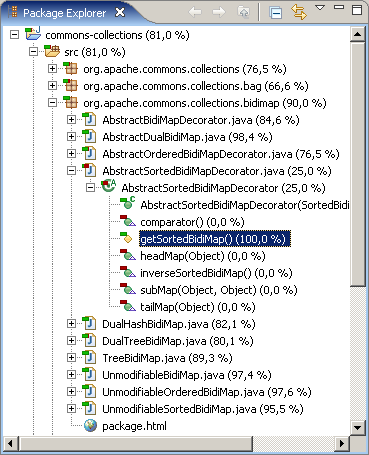 Package Explorer
commons-collections (81,0 %)
src (81,0 %)
org.apache.commons.collections (76,5 %)
org.apache.commons.collections.bag (66,6 %)
org.apache.commons.collections.bidimap (90,0 %)
AbstractBidiMapDecorator.java (84,6 %)
AbstractDualBidiMap.java (98,4 %)
AbstractOrderedBidiMapDecorator.java (76,5 %)
AbstractSortedBidiMapDecorator.java (25,0 %)
AbstractSortedBidiMapDecorator (25,0 %)
AbstractSortedBidiMapDecorator(SortedBidi
comparator() (0,0 %)
getSortedBidiMap() (100,0 %)
headMap(Object) (0,0 %)
inverseSortedBidiMap() (0,0 %)
subMap(Object, Object) (0,0 %)
tailMap(Object) (0,0 %)
DualHashBidiMap.java (82,1 %)
DualTreeBidiMap.java (80,1 %)
TreeBidiMap.java (89,3 %)
UnmodifiableBidiMap.java (97,4 %)
UnmodifiableOrderedBidiMap.java (97,6 %)
UnmodifiableSortedBidiMap.java (95,5 %)
package.html